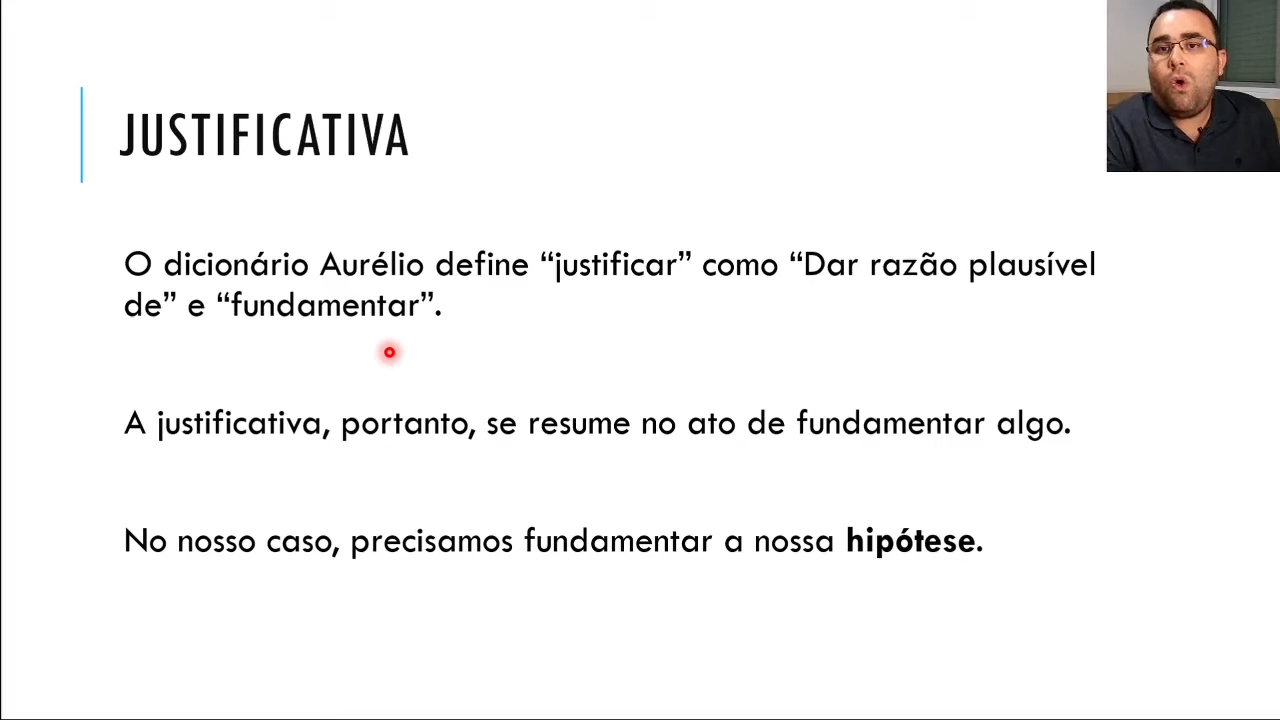 JUSTIFICATIVA
O dicionário Aurélio define “justificar” como “Dar razão plausível
de” e “fundamentar”.
A justificativa, portanto, se resume no ato de fundamentar algo.
No nosso caso, precisamos fundamentar a nossa hipótese.